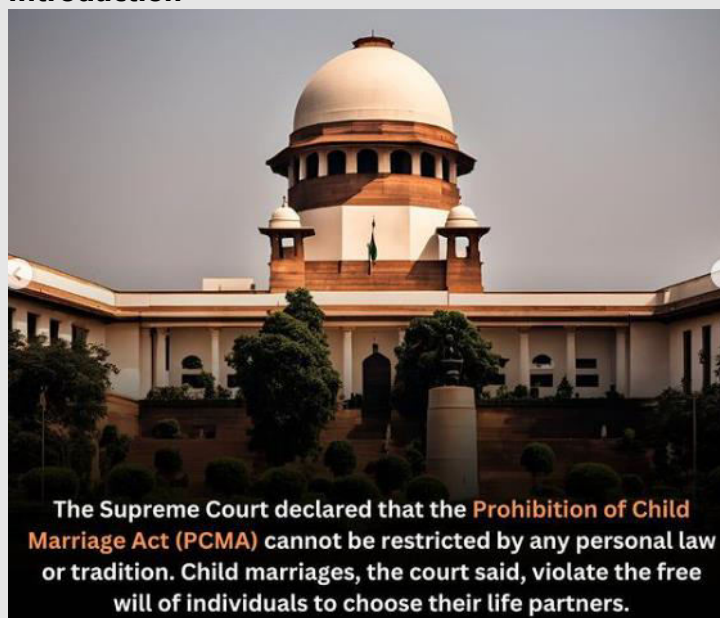 The Supreme Court declared that the Prohibition of Child
Marriage Act (PCMA) cannot be restricted by any personal law
or tradition. Child marriages, the court said, violate the free
will of individuals to choose their life partners.